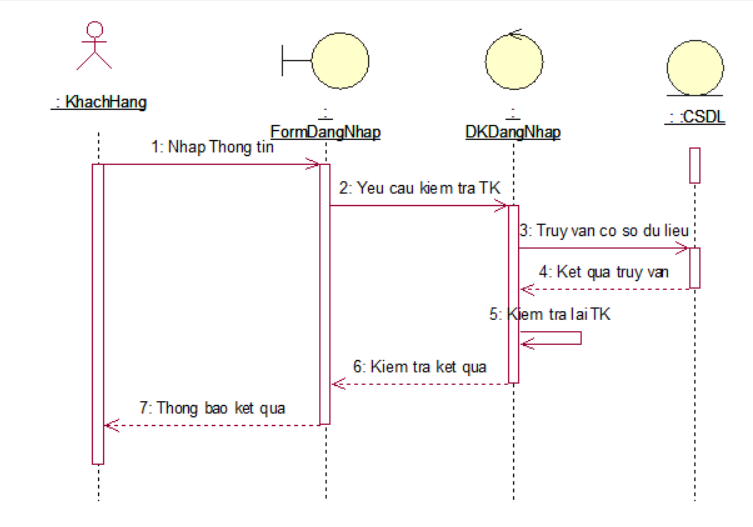 : KhachHang
:
FormDangNhap
:
DKDangNhap
: :CSDL
1: Nhap Thong tin
2: Yeu cau kiem tra TK
3: Truy van co so du lieu
4: Ket qua truy van
5: Kiem tra lai TK
6: Kiem tra ket qua
7: Thong bao ket qua